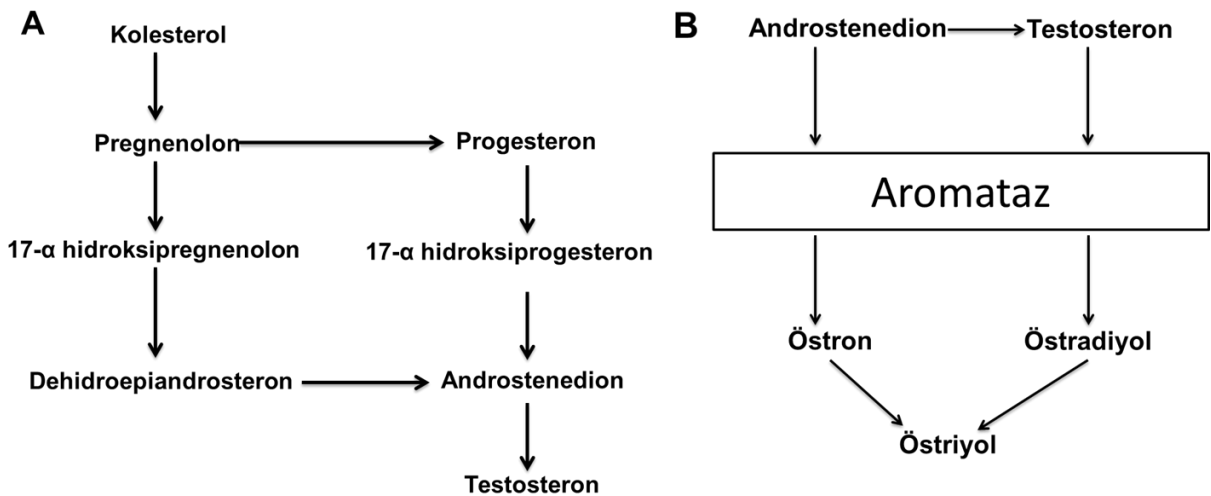 A
Kolesterol
Pregnenolon
Progesteron
17-α hidroksipregnenolon
17-α hidroksiprogesteron
Dehidroepiandrosteron
Androstenedion
Testosteron
B
Androstenedion
Testosteron
Aromataz
Östron
Östradiyol
Östriyol